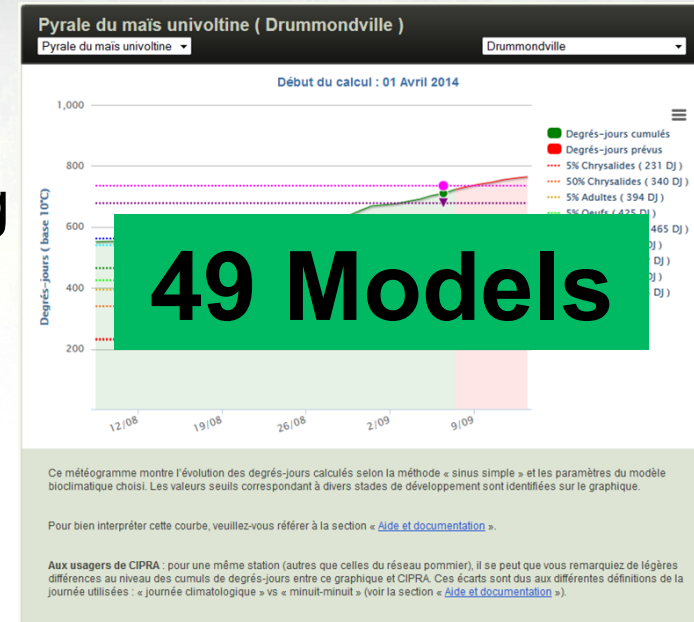 g
Pyrale du maïs univoltine ( Drummondville )
Pyrale du maïs univoltine
Drummondville
Début du calcul : 01 Avril 2014
1,000
800
600
400
200
Degrés-jours ( base 10°C)
12/08
19/08
26/08
2/09
9/09
Degrés-jours cumulés
Degrés-jours prévus
5% Chrysalides ( 231 DJ )
50% Chrysalides ( 340 DJ )
5% Adultes ( 394 DJ )
5% Oeufs ( 425 DJ )
465 DJ )
DJ )
DJ )
DJ )
DJ )
49 Models
Ce météogramme montre l'évolution des degrés-jours calculés selon la méthode « sinus simple » et les paramètres du modèle
bioclimatique choisi. Les valeurs seuils correspondant à divers stades de développement sont identifiées sur le graphique.
Pour bien interpréter cette courbe, veuillez-vous référer à la section « Aide et documentation ».
Aux usagers de CIPRA : pour une même station (autres que celles du réseau pommier), il se peut que vous remarquiez de légères
différences au niveau des cumuls de degrés-jours entre ce graphique et CIPRA. Ces écarts sont dus aux différentes définitions de la
journée utilisées : « journée climatologique » vs « minuit-minuit » (voir la section « Aide et documentation »).